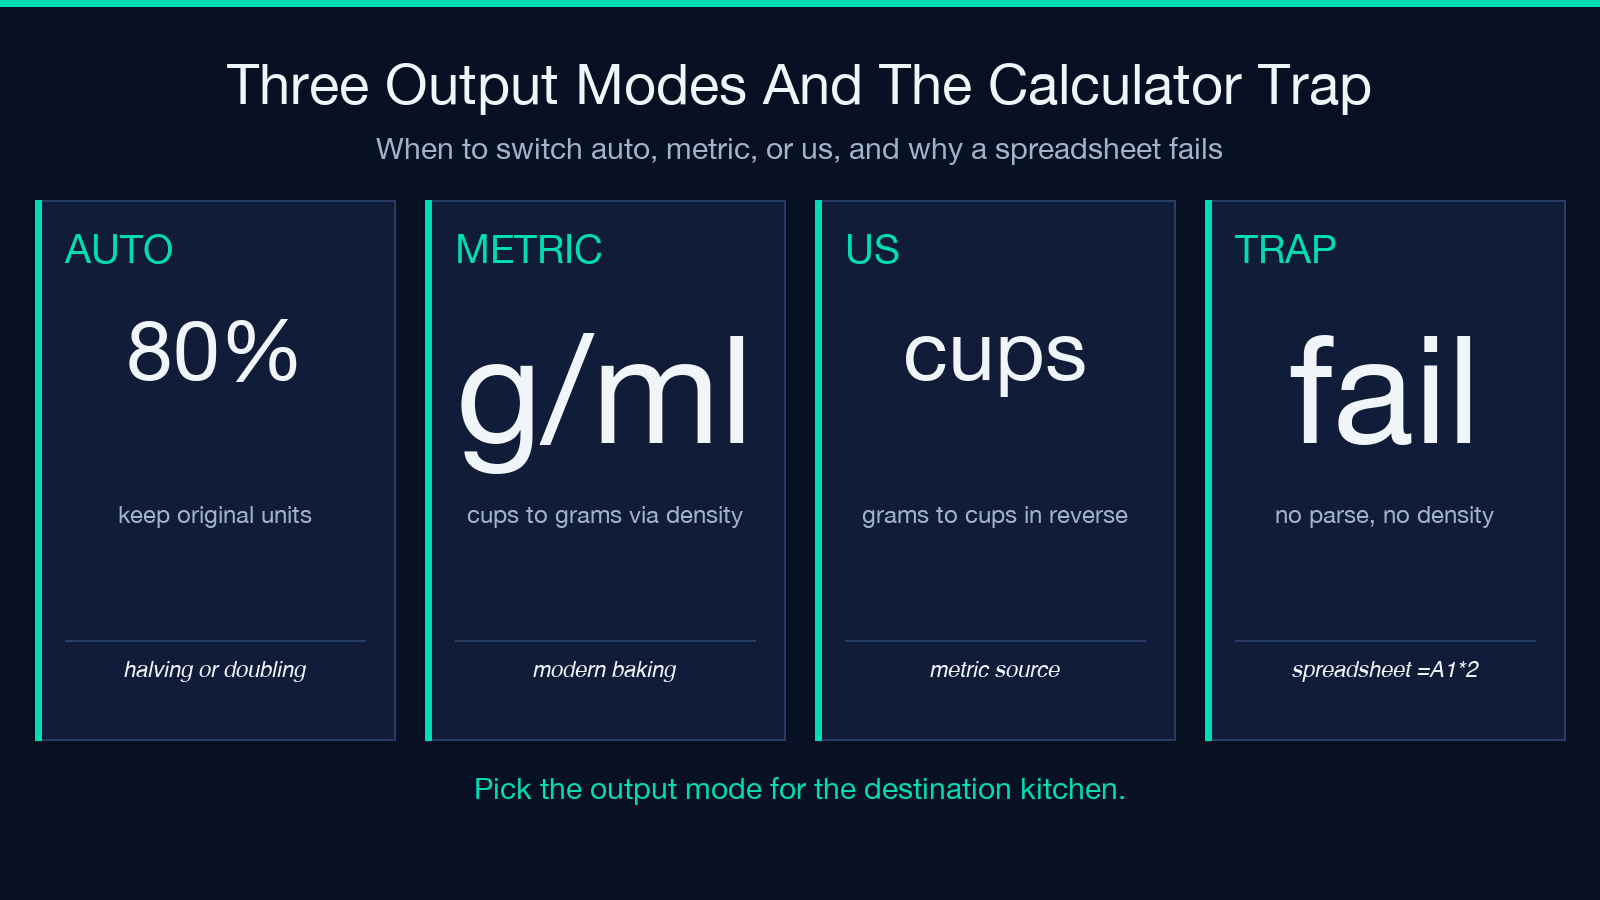 Three Output Modes And The Calculator Trap
When to switch auto, metric, or us, and why a spreadsheet fails
AUTO
80%
keep original units
halving or doubling
METRIC
g/ml
cups to grams via density
modern baking
US
cups
grams to cups in reverse
metric source
TRAP
fail
no parse, no density
spreadsheet =A1*2
Pick the output mode for the destination kitchen.